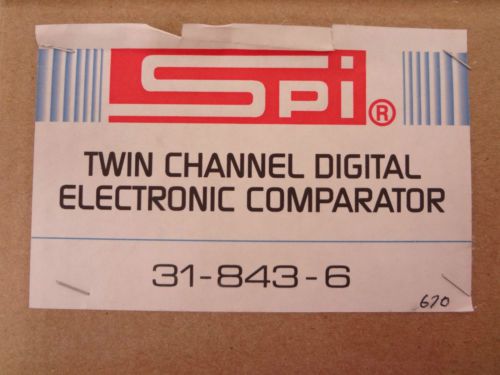 Spi®
TWIN CHANNEL DIGITAL
ELECTRONIC COMPARATOR
31-843-6
670